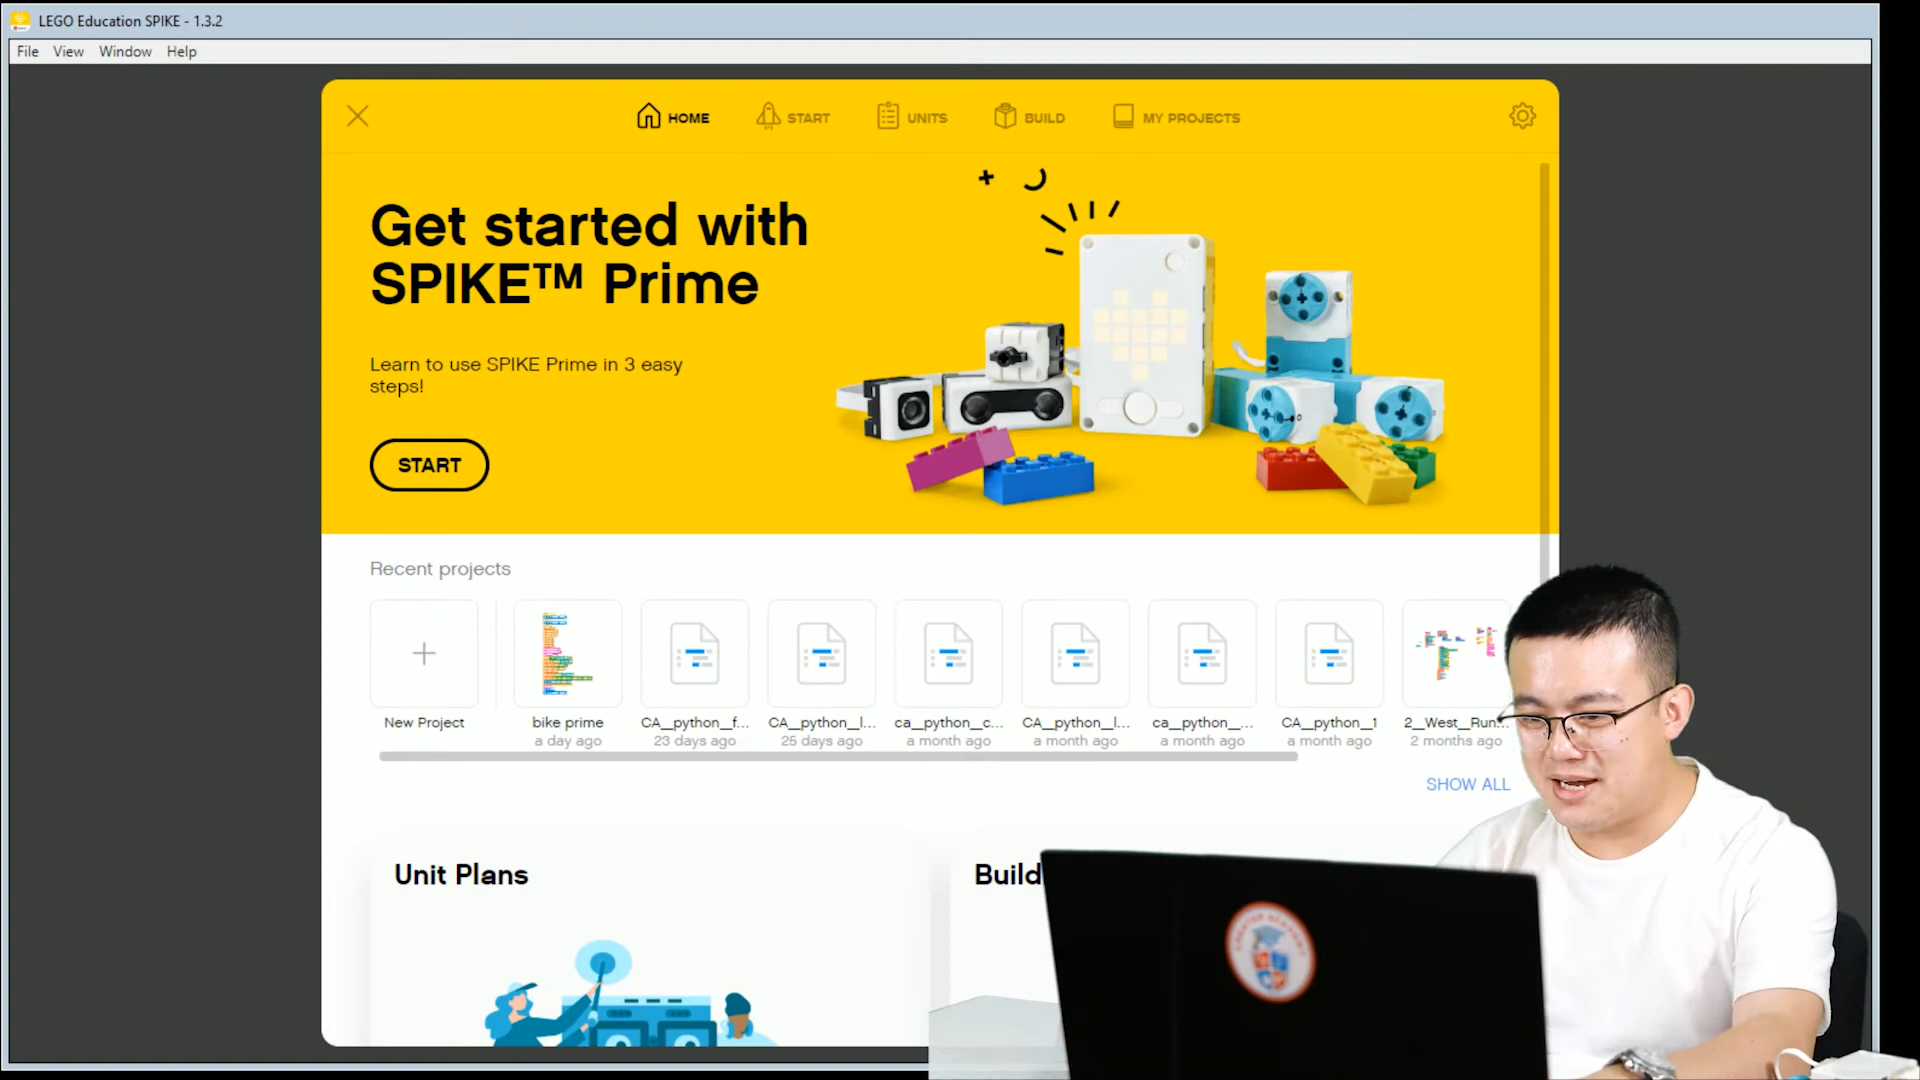 LEGO Education SPIKE - 1.3.2
File View Window Help
HOME START UNITS BUILD MY PROJECTS
Get started with
SPIKE™ Prime
Learn to use SPIKE Prime in 3 easy
steps!
START
Recent projects
New Project
bike prime
a day ago
CA_python_f...
23 days ago
CA_python_l...
25 days ago
ca_python_c...
a month ago
CA_python_l...
a month ago
ca_python_...
a month ago
CA_python_1
a month ago
2_West_Run...
2 months ago
SHOW ALL
Unit Plans
Build